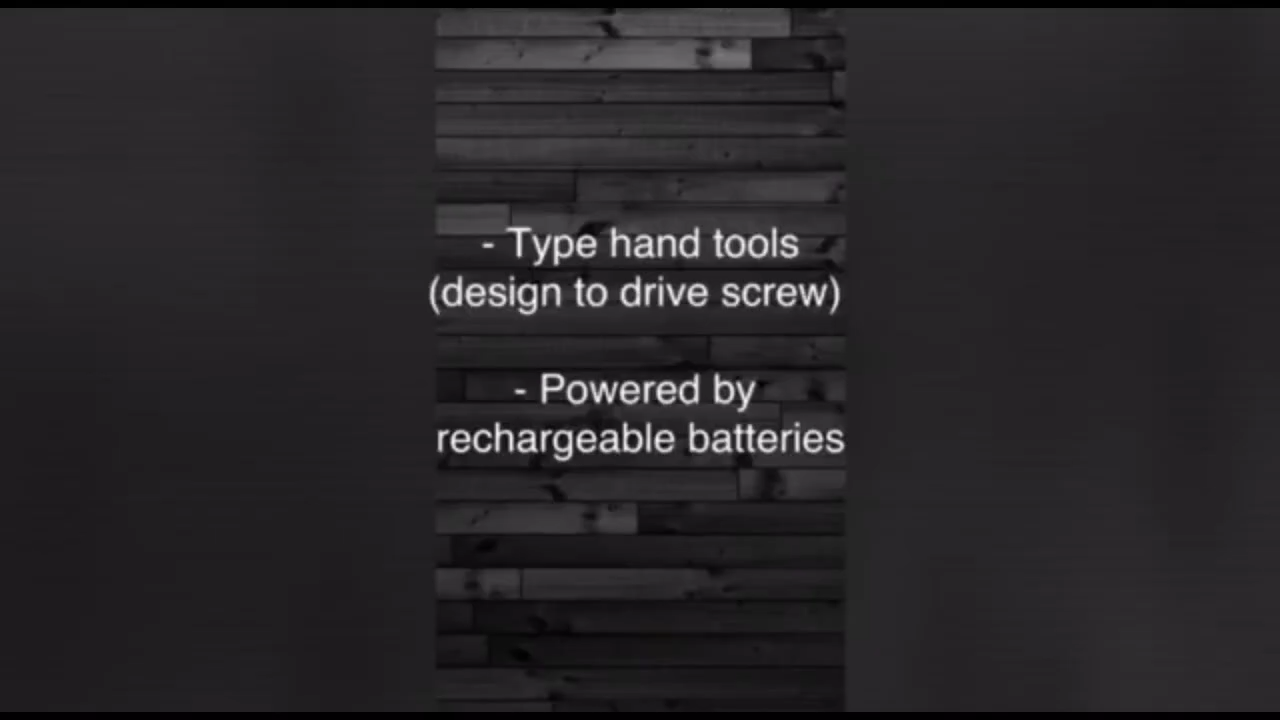 - Type hand tools
(design to drive screw)
- Powered by
rechargeable batteries